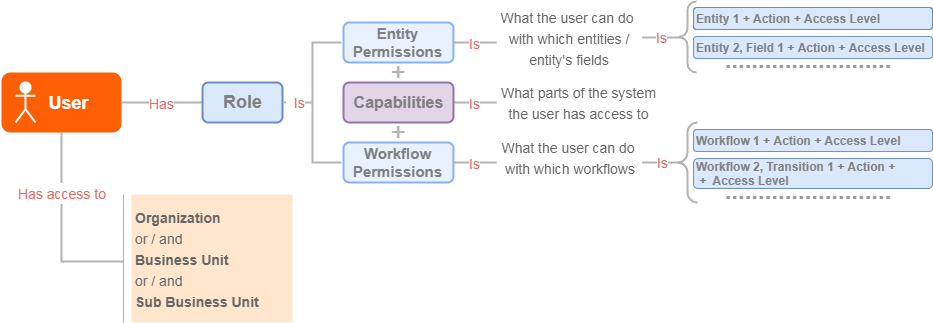 User
Has
Role
Is
Entity
Permissions
+
Capabilities
+
Workflow
Permissions
Is
What the user can do
with which entities /
entity's fields
Is
Entity 1 + Action + Access Level
Entity 2, Field 1 + Action + Access Level
Is
What parts of the system
the user has access to
Is
What the user can do
with which workflows
Is
Workflow 1 + Action + Access Level
Workflow 2, Transition 1 + Action +
+ Access Level
Has access to
Organization
or / and
Business Unit
or / and
Sub Business Unit